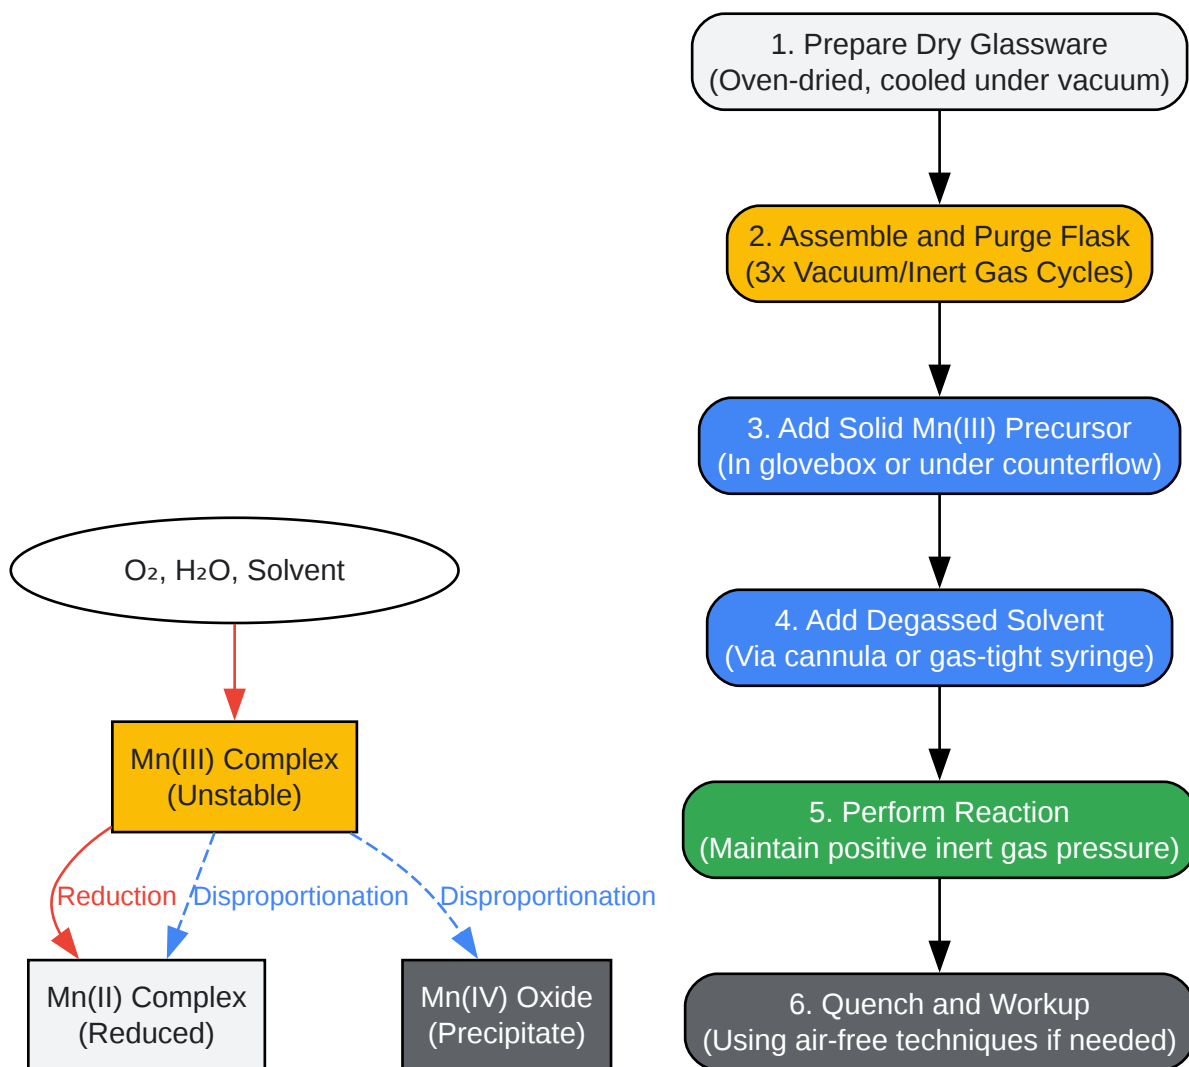 1. Prepare Dry Glassware
(Oven-dried, cooled under vacuum)
2. Assemble and Purge Flask
(3x Vacuum/Inert Gas Cycles)
3. Add Solid Mn(III) Precursor
(In glovebox or under counterflow)
4. Add Degassed Solvent
(Via cannula or gas-tight syringe)
5. Perform Reaction
(Maintain positive inert gas pressure)
6. Quench and Workup
(Using air-free techniques if needed)
O₂, H₂O, Solvent
Mn(III) Complex
(Unstable)
Reduction
Disproportionation
Disproportionation
Mn(II) Complex
(Reduced)
Mn(IV) Oxide
(Precipitate)